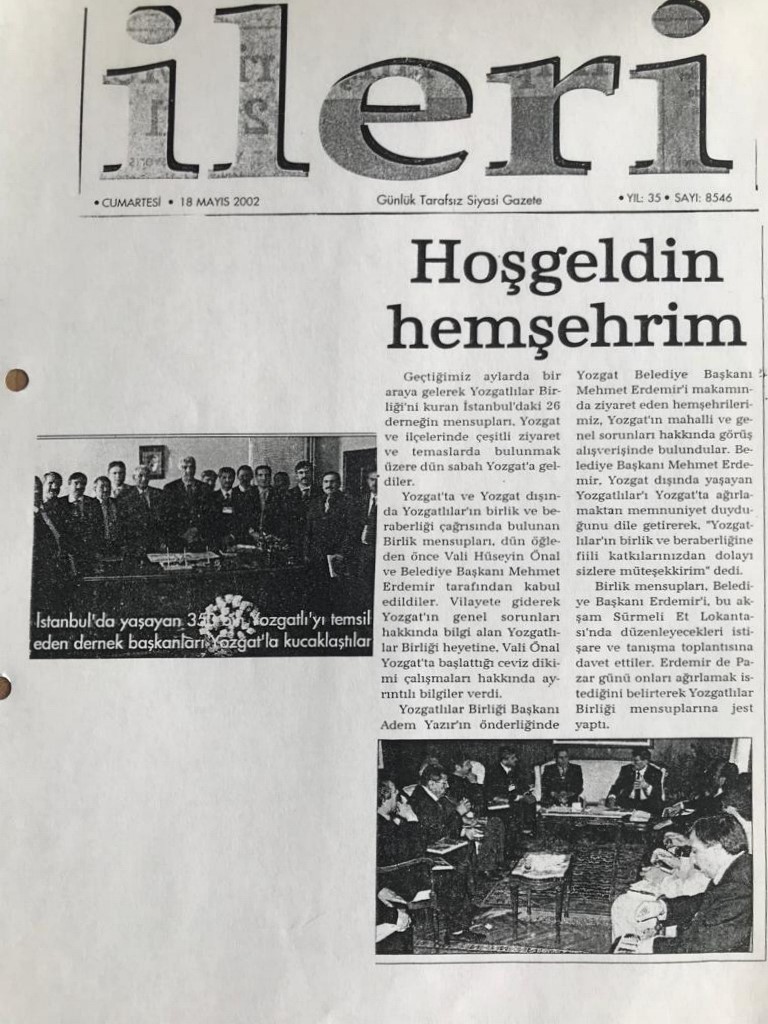 ileri
• CUMARTESİ • 18 MAYIS 2002
Günlük Tarafsız Siyasi Gazete
• YIL: 35 • SAYI: 8546
Hoşgeldin
hemşehrim
Geçtiğimiz aylarda bir
araya gelerek Yozgatlılar Bir-
liği'ni kuran İstanbul'daki 26
derneğin mensupları, Yozgat
ve ilçelerinde çeşitli ziyaret
ve temaslarda bulunmak
üzere dün sabah Yozgat'a gel-
diler.
Yozgat'ta ve Yozgat dışın-
da Yozgatlılar'ın birlik ve be-
raberliği çağrısında bulunan
Birlik mensupları, dün öğle-
den önce Vali Hüseyin Önal
ve Belediye Başkanı Mehmet
Erdemir tarafından kabul
edildiler. Vilayete giderek
Yozgat'ın genel sorunları
hakkında bilgi alan Yozgatlı-
lar Birliği heyetine, Vali Önal
Yozgat'ta başlattığı ceviz diki-
mi çalışmaları hakkında ay-
rıntılı bilgiler verdi.
Yozgatlılar Birliği Başkanı
Adem Yazır'ın önderliğinde
Yozgat Belediye Başkanı
Mehmet Erdemir'i makamın-
da ziyaret eden hemşehrileri-
miz, Yozgat'ın mahalli ve ge-
nel sorunları hakkında görüş
alışverişinde bulundular. Be-
lediye Başkanı Mehmet Erde-
mir, Yozgat dışında yaşayan
Yozgatlılar'ı Yozgat'ta ağırla-
maktan memnuniyet duydu-
ğunu dile getirerek, "Yozgat-
lılar'ın birlik ve beraberliğine
fiili katkılarınızdan dolayı
sizlere müteşekkirim" dedi.
Birlik mensupları, Beledi-
ye Başkanı Erdemir'i, bu ak-
şam Sürmeli Et Lokanta-
sı'nda düzenleyecekleri isti-
şare ve tanışma toplantısına
davet ettiler. Erdemir de Pa-
zar günü onları ağırlamak is-
tediğini belirterek Yozgatlılar
Birliği mensuplarına jest
yaptı.
İstanbul'da yaşayan bin Yozgatlı'yı temsil
eden dernek başkanları Yozgat'la kucaklaştılar